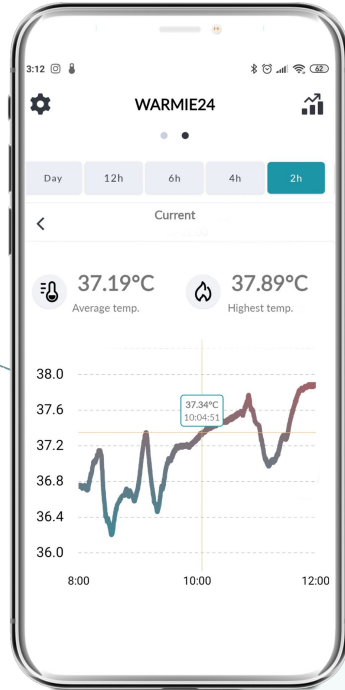 3:12 62
WARMIE24
Day 12h 6h 4h 2h
Current
37.19°C 37.89°C
Average temp. Highest temp.
38.0
37.6
37.34°C
10:04:51
37.2
36.8
36.4
36.0
8:00 10:00 12:00